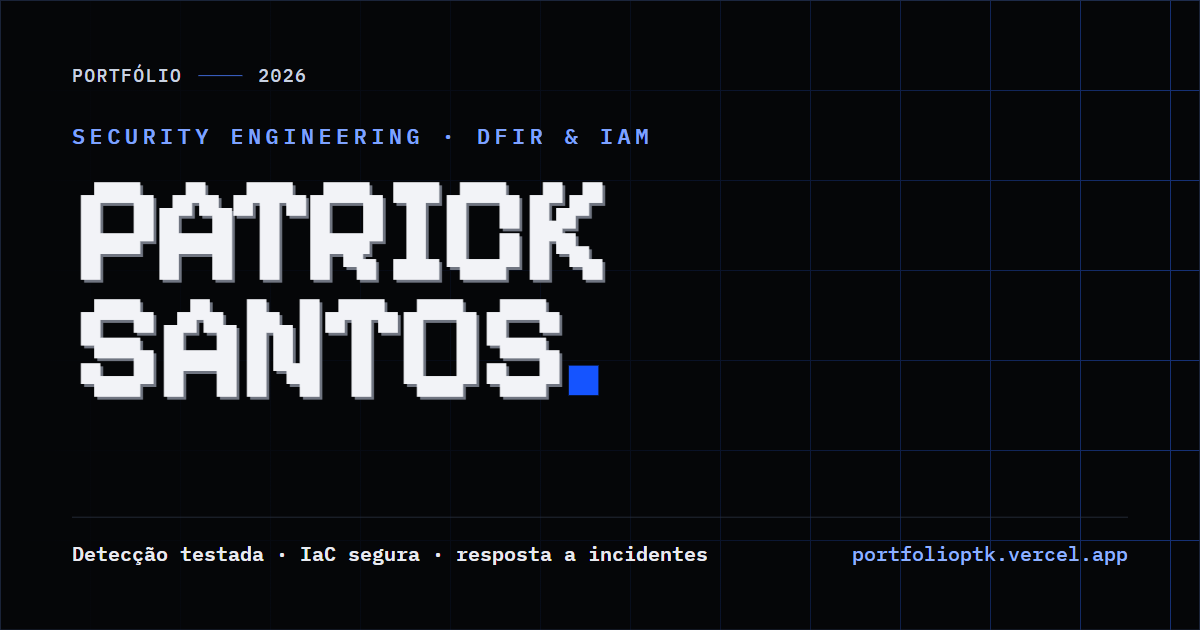 PORTFÓLIO —— 2026
SECURITY ENGINEERING · DFIR & IAM
PATRICK
SANTOS.
Detecção testada · IaC segura · resposta a incidentes
portfolioptk.vercel.app